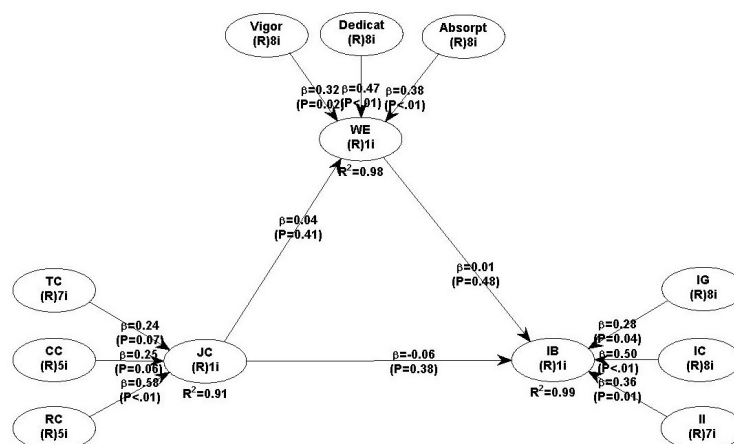 Vigor
(R)8i
Dedicat
(R)8i
Absorpt
(R)8i
β=0.32
(P=0.02)
β=0.47
(P<.01)
β=0.38
(P<.01)
WE
(R)1i
R²=0.98
β=0.04
(P=0.41)
β=0.01
(P=0.48)
TC
(R)7i
IG
(R)8i
β=0.24
(P=0.07)
β=0.28
(P=0.04)
CC
(R)5i
β=0.25
(P=0.06)
JC
(R)1i
β=-0.06
(P=0.38)
IB
(R)1i
β=0.50
(P<.01)
IC
(R)8i
β=0.58
(P<.01)
R²=0.91
R²=0.99
β=0.36
(P=0.01)
RC
(R)5i
II
(R)7i